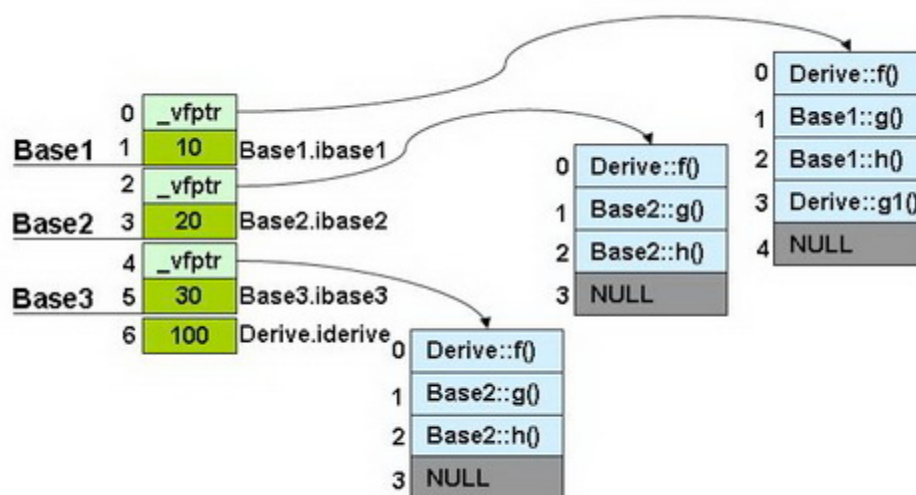 0 _vfptr
Base1 1 10 Base1.ibase1
2 _vfptr
Base2 3 20 Base2.ibase2
4 _vfptr
Base3 5 30 Base3.ibase3
6 100 Derive.iderive
0 Derive::f()
1 Base1::g()
2 Base1::h()
3 Derive::g1()
4 NULL
0 Derive::f()
1 Base2::g()
2 Base2::h()
3 NULL
0 Derive::f()
1 Base2::g()
2 Base2::h()
3 NULL